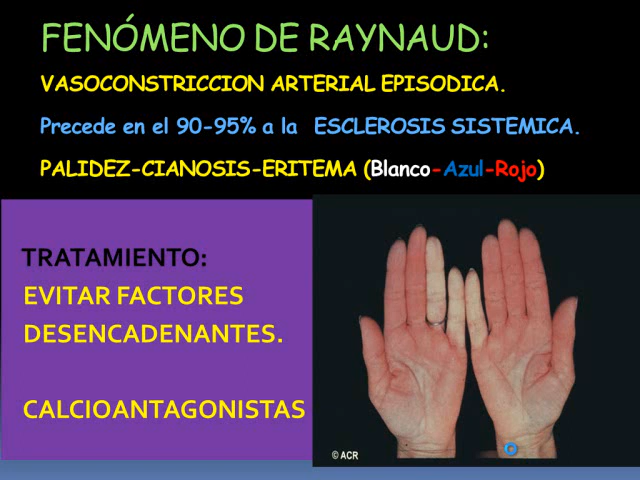 FENÓMENO DE RAYNAUD:
VASOCONSTRICCION ARTERIAL EPISODICA.
Precede en el 90-95% a la ESCLEROSIS SISTEMICA.
PALIDEZ-CIANOSIS-ERITEMA (Blanco-Azul-Rojo)
TRATAMIENTO:
EVITAR FACTORES
DESENCADENANTES.
CALCIOANTAGONISTAS
© ACR